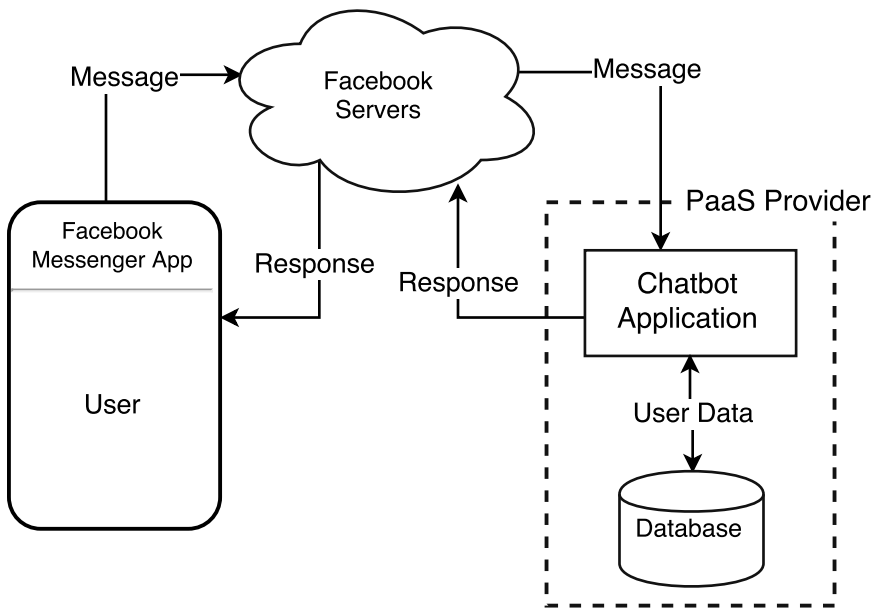 Message
Facebook
Servers
Message
PaaS Provider
Facebook
Messenger App
Response
Response
Chatbot
Application
User
User Data
Database